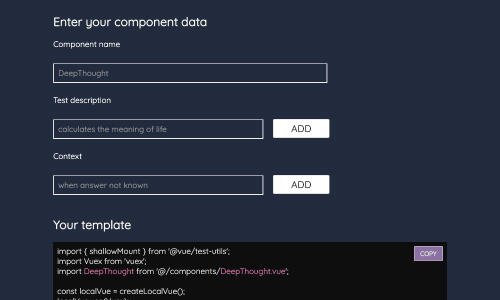 Enter your component data
Component name
DeepThought
Test description
calculates the meaning of life
ADD
Context
when answer not known
ADD
Your template
import { shallowMount } from '@vue/test-utils';
COPY
import Vuex from 'vuex';
import DeepThought from '@/components/DeepThought.vue';
const localVue = createLocalVue();